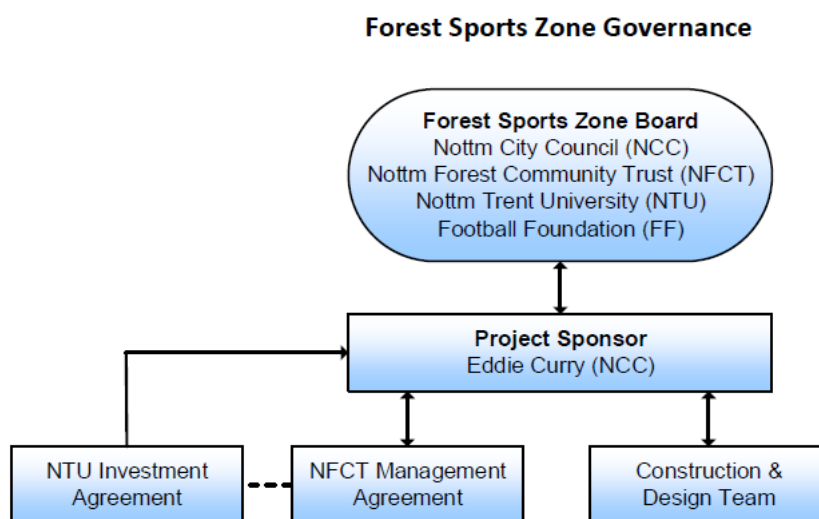 Forest Sports Zone Governance
Forest Sports Zone Board
Nottm City Council (NCC)
Nottm Forest Community Trust (NFCT)
Nottm Trent University (NTU)
Football Foundation (FF)
Project Sponsor
Eddie Curry (NCC)
NTU Investment
Agreement
NFCT Management
Agreement
Construction &
Design Team